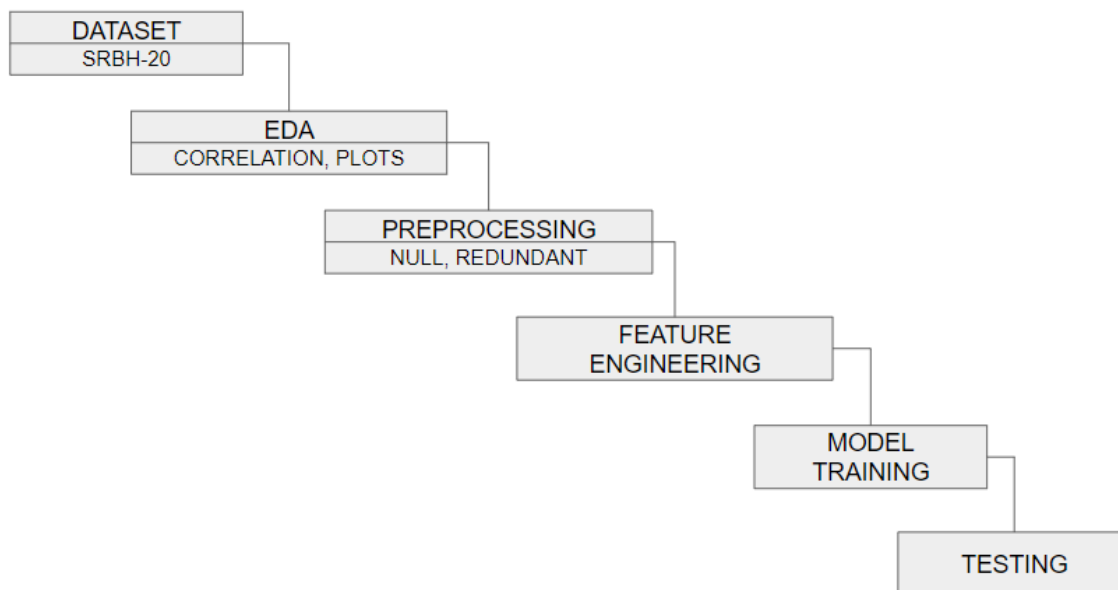 DATASET
SRBH-20
EDA
CORRELATION, PLOTS
PREPROCESSING
NULL, REDUNDANT
FEATURE
ENGINEERING
MODEL
TRAINING
TESTING